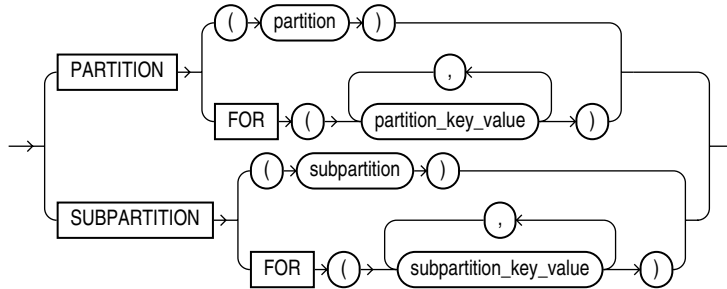 ( partition )
,
PARTITION
FOR ( partition_key_value )
( subpartition )
,
SUBPARTITION
FOR ( subpartition_key_value )